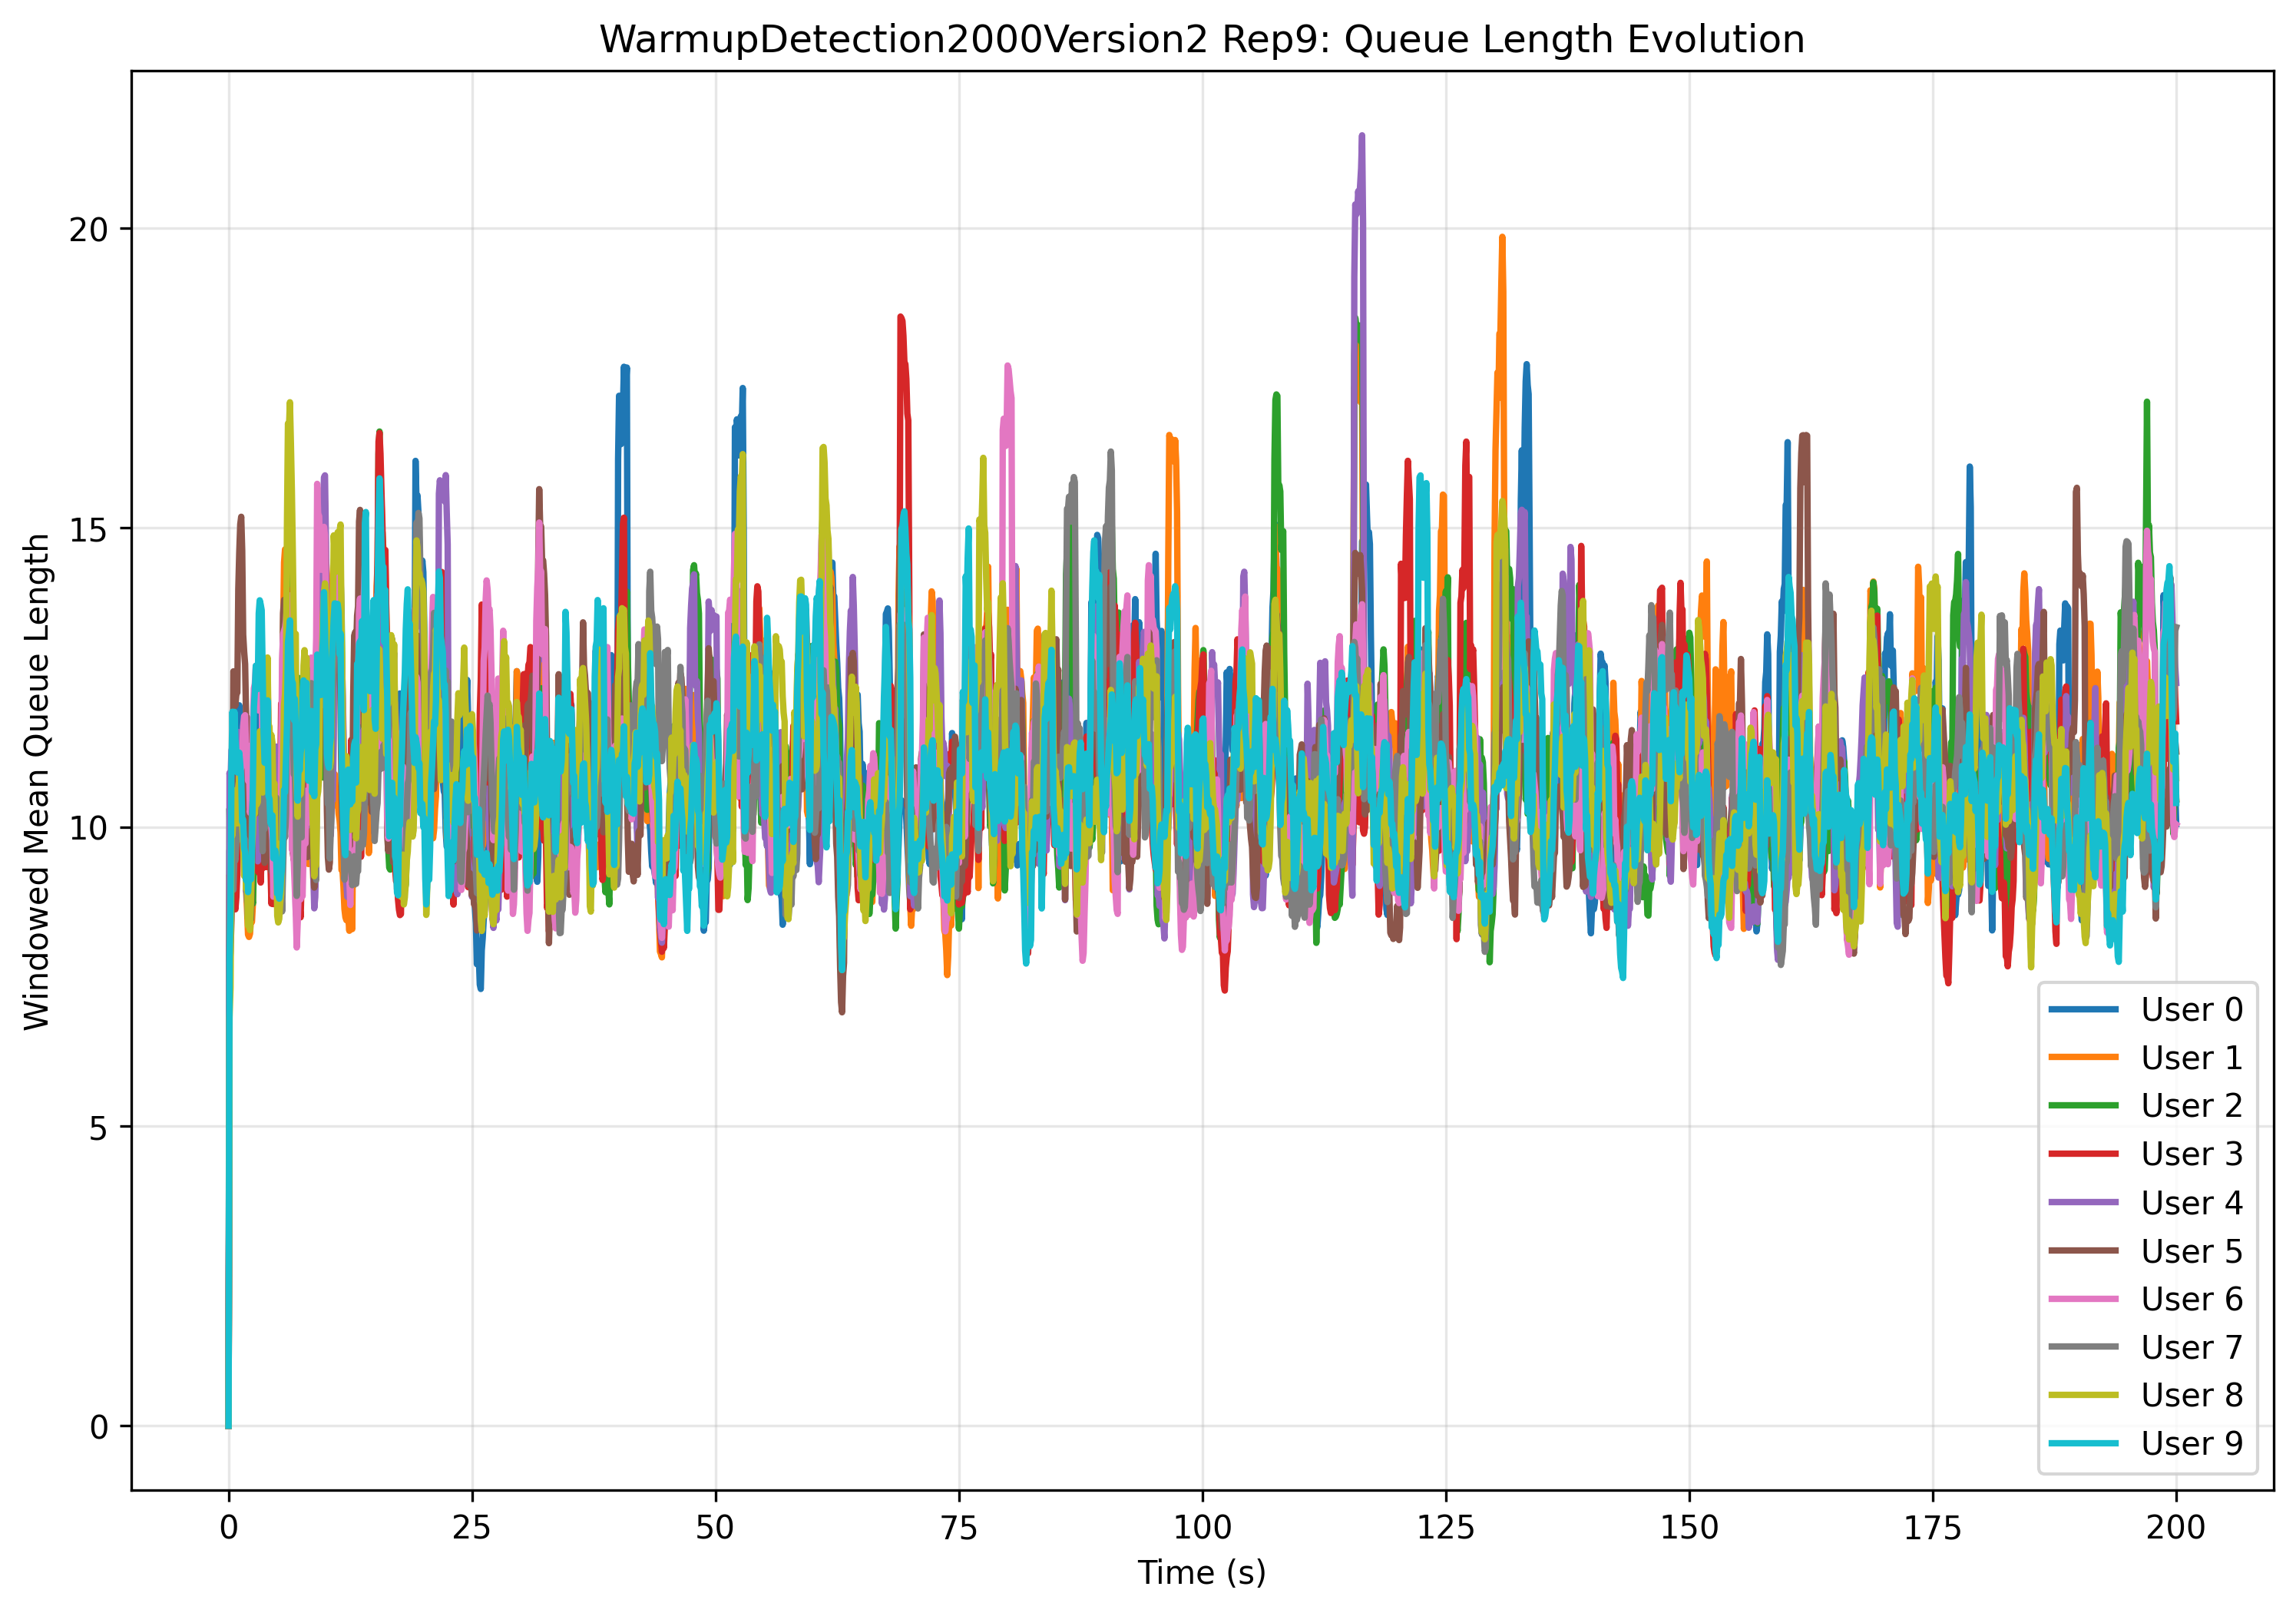 WarmupDetection2000Version2 Rep9: Queue Length Evolution
Windowed Mean Queue Length
20
15
10
5
0
0 25 50 75 100 125 150 175 200
Time (s)
User 0
User 1
User 2
User 3
User 4
User 5
User 6
User 7
User 8
User 9